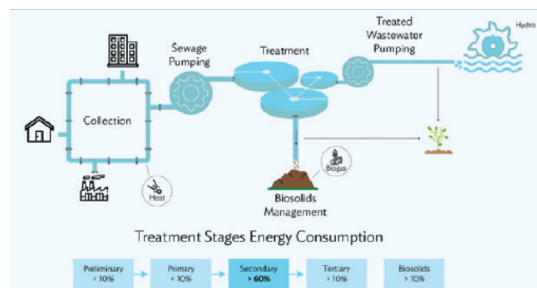 Treated
Wastewater
Pumping
Hydro
Sewage
Pumping
Treatment
Collection
Heat
Biogas
Biosolids
Management
Treatment Stages Energy Consumption
Preliminary
< 10%
Primary
< 10%
Secondary
> 60%
Tertiary
> 10%
Biosolids
> 10%